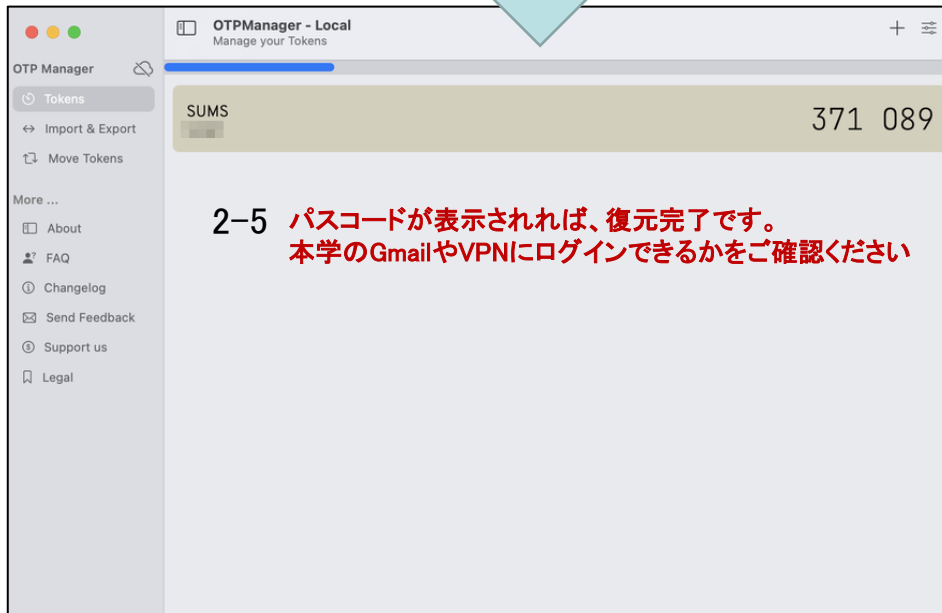 OTPManager - Local
Manage your Tokens
OTP Manager
Tokens
Import & Export
Move Tokens
More ...
About
FAQ
Changelog
Send Feedback
Support us
Legal
SUMS
371 089
2-5 パスコードが表示されれば、復元完了です。
本学のGmailやVPNにログインできるかをご確認ください